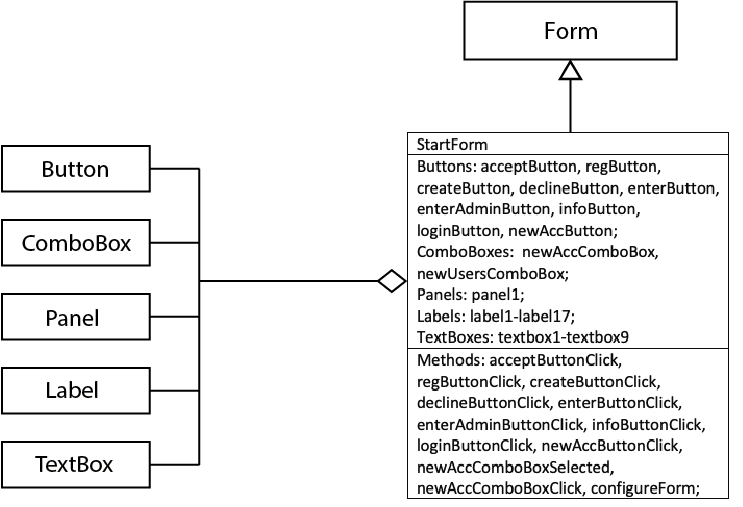 Form
Button
ComboBox
Panel
Label
TextBox
StartForm
Buttons: acceptButton, regButton,
createButton, declineButton, enterButton,
enterAdminButton, infoButton,
loginButton, newAccButton;
ComboBoxes:  newAccComboBox,
newUsersComboBox;
Panels: panel1;
Labels: label1-label17;
TextBoxes: textbox1-textbox9
Methods: acceptButtonClick,
regButtonClick, createButtonClick,
declineButtonClick, enterButtonClick,
enterAdminButtonClick, infoButtonClick,
loginButtonClick, newAccButtonClick,
newAccComboBoxSelected,
newAccComboBoxClick, configureForm;